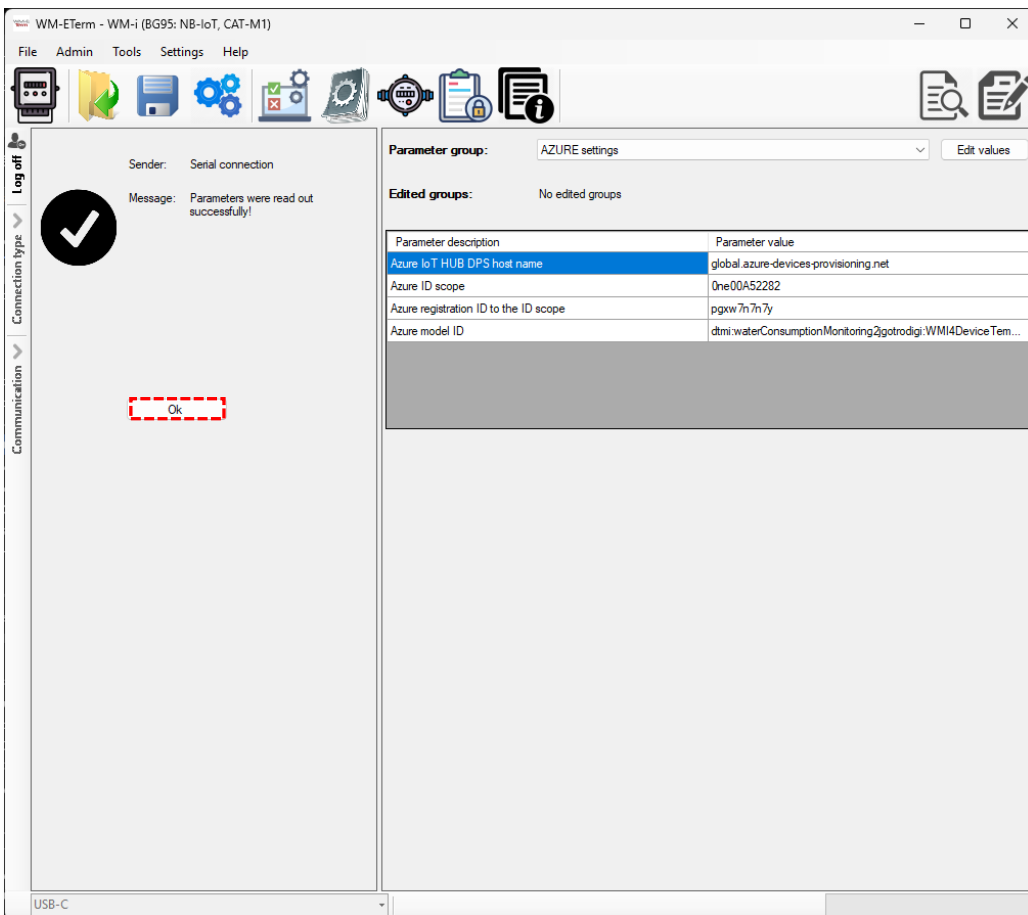 WM-ETerm - WM-i (BG95: NB-IoT, CAT-M1)
File Admin Tools Settings Help
Log off
Connection type
Communication
Sender: Serial connection
Message: Parameters were read out
successfully!
Ok
Parameter group: AZURE settings Edit values
Edited groups: No edited groups
Parameter description Parameter value
Azure IoT HUB DPS host name global.azure-devices-provisioning.net
Azure ID scope 0ne00A52282
Azure registration ID to the ID scope pgxw7n7n7y
Azure model ID dtmi:waterConsumptionMonitoring2jgotrodigi:WMI4DeviceTem...
USB-C